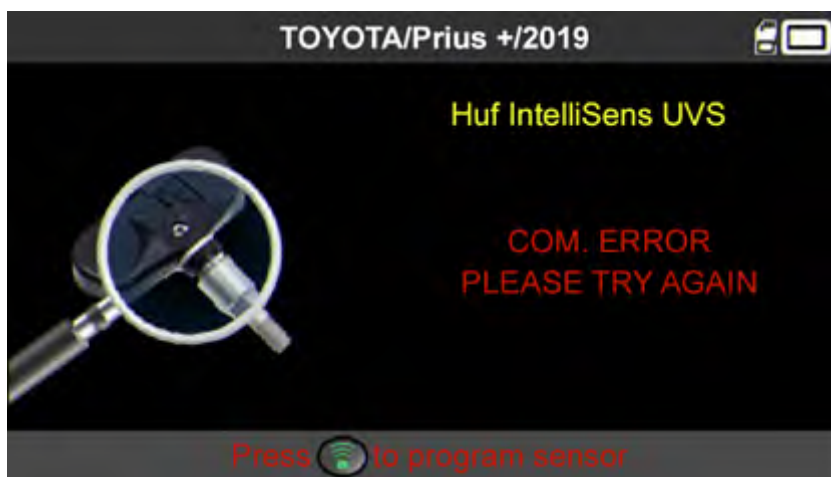 TOYOTA/Prius +/2019
Huf IntelliSens UVS
COM. ERROR
PLEASE TRY AGAIN
Press to program sensor